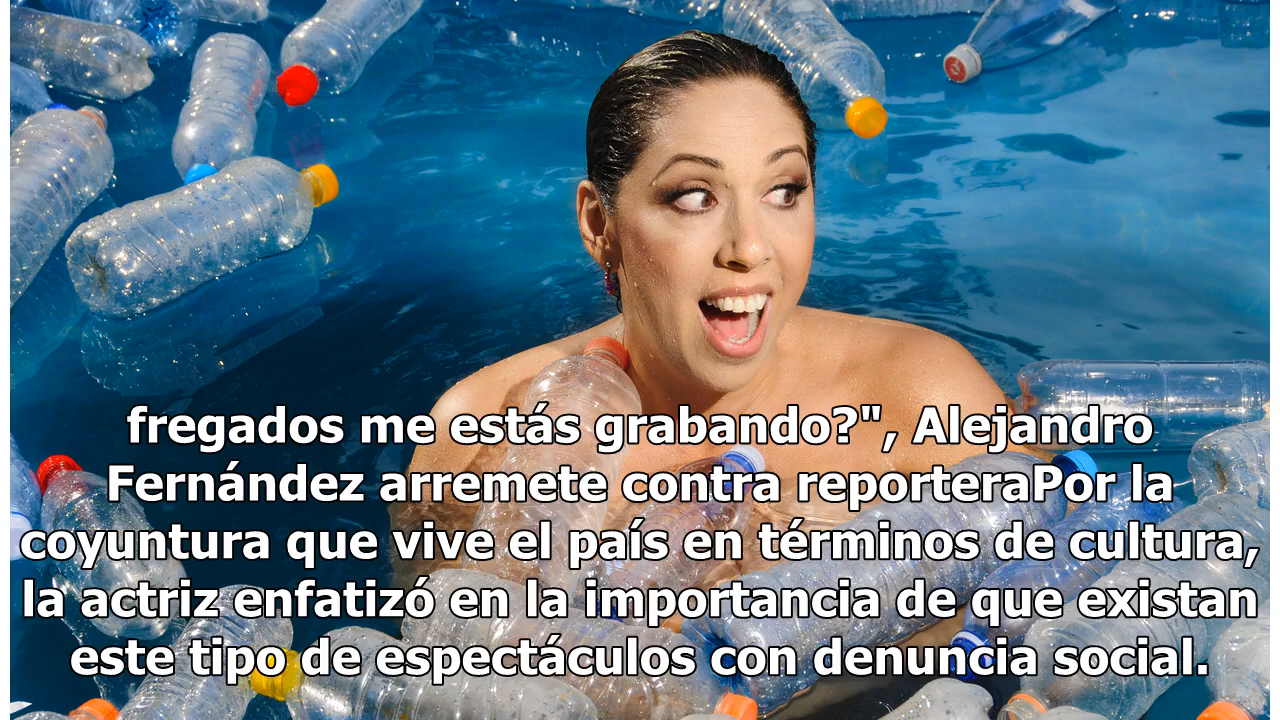 fregados me estás grabando?", Alejandro
Fernández arremete contra reporteraPor la
coyuntura que vive el país en términos de cultura,
la actriz enfatizó en la importancia de que existan
este tipo de espectáculos con denuncia social.